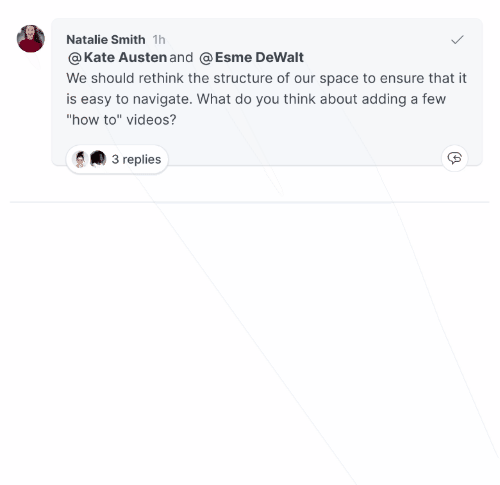 Natalie Smith 1h
@Kate Austen and @Esme DeWalt
We should rethink the structure of our space to ensure that it
is easy to navigate. What do you think about adding a few
"how to" videos?
3 replies